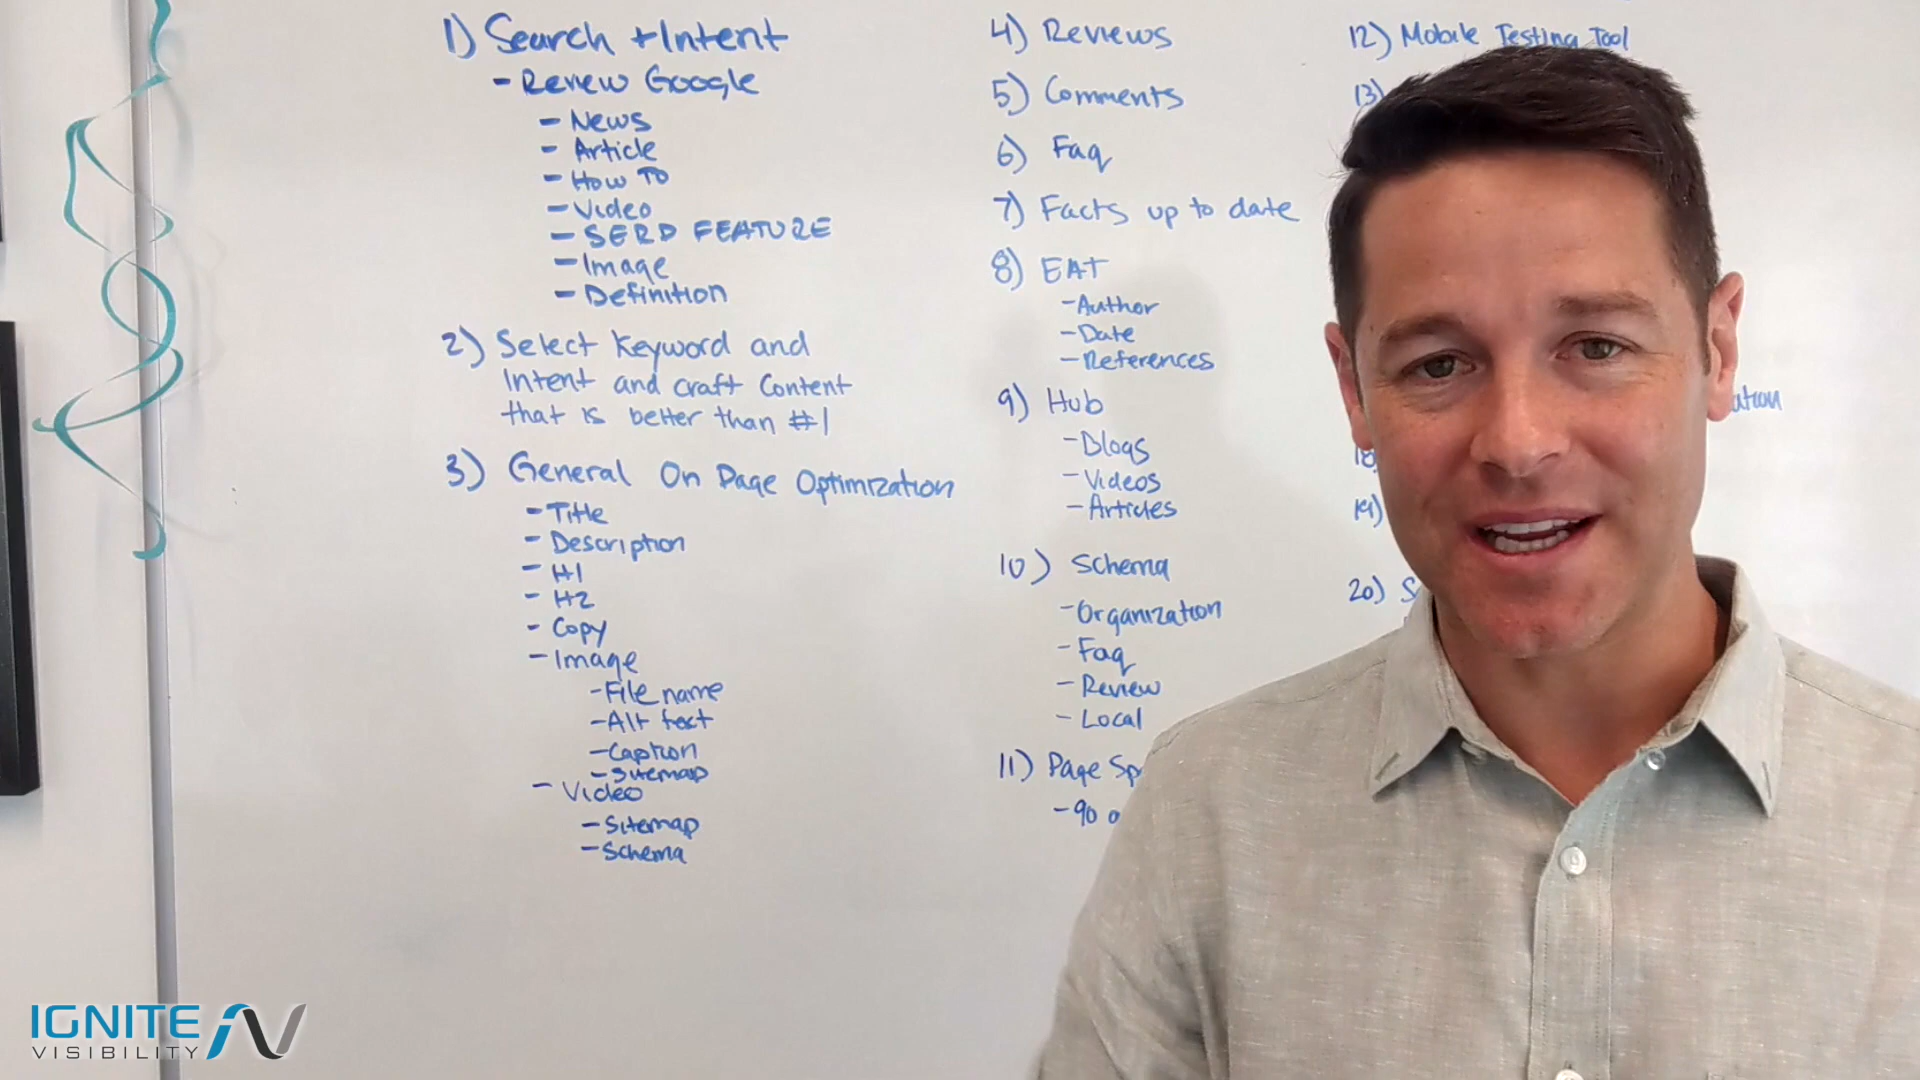 1) Search + Intent
- Review Google
- News
- Article
- How To
- Video
- SERP FEATURE
- Image
- Definition
2) Select Keyword and
Intent and craft Content
that is better than #1
3) General On Page Optimization
- Title
- Description
- H1
- H2
- Copy
- Image
- File name
- Alt text
- Caption
- Sitemap
- Video
- Sitemap
- Schema
4) Reviews
5) Comments
6) Faq
7) Facts up to date
8) EAT
- Author
- Date
- References
9) Hub
- Blogs
- Videos
- Articles
10) Schema
- Organization
- Faq
- Review
- Local
11) Page
- 90
12) Mobile Testing Tool
13)
18)
19)
20)
IGNITE
VISIBILITY